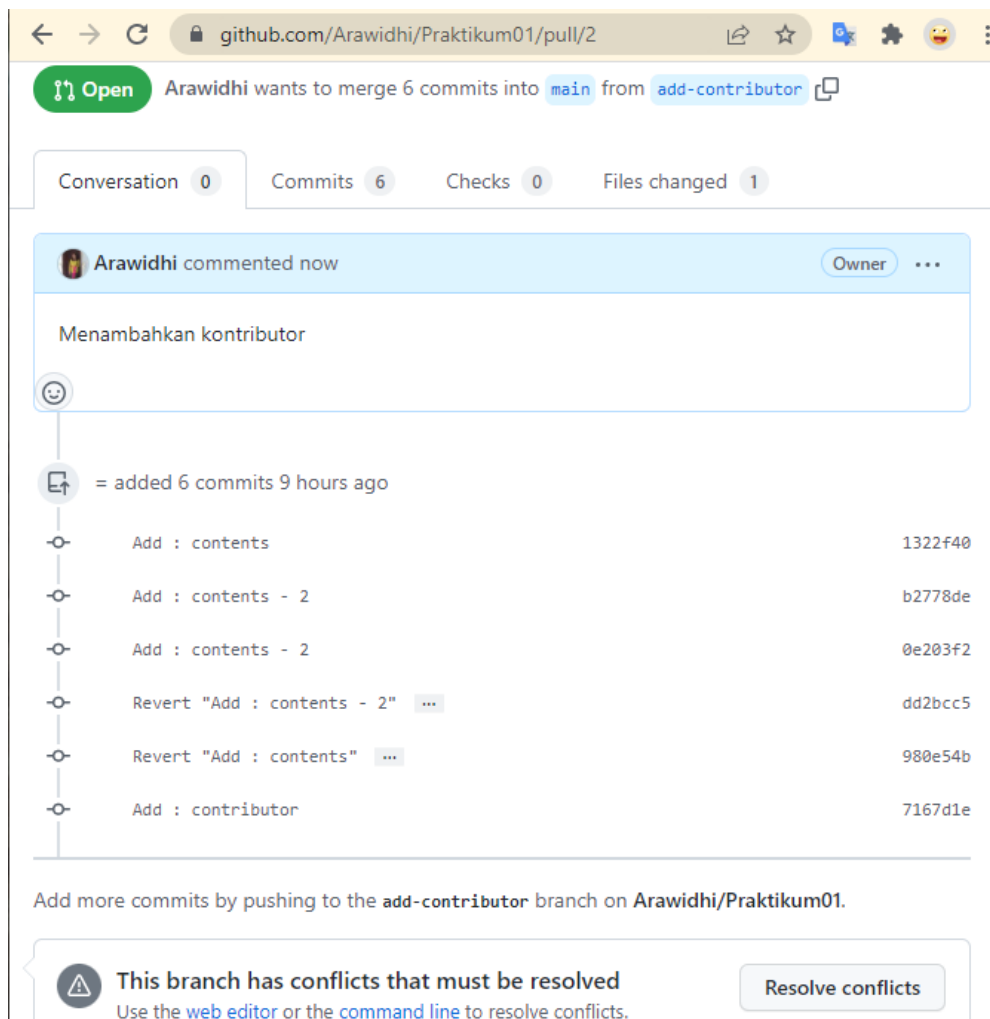 github.com/Arawidhi/Praktikum01/pull/2
Open Arawidhi wants to merge 6 commits into main from add-contributor
Conversation 0 Commits 6 Checks 0 Files changed 1
Arawidhi commented now Owner ...
Menambahkan kontributor
= added 6 commits 9 hours ago
Add : contents 1322f40
Add : contents - 2 b2778de
Add : contents - 2 0e203f2
Revert "Add : contents - 2" ... dd2bcc5
Revert "Add : contents" ... 980e54b
Add : contributor 7167d1e
Add more commits by pushing to the add-contributor branch on Arawidhi/Praktikum01.
This branch has conflicts that must be resolved Resolve conflicts
Use the web editor or the command line to resolve conflicts.